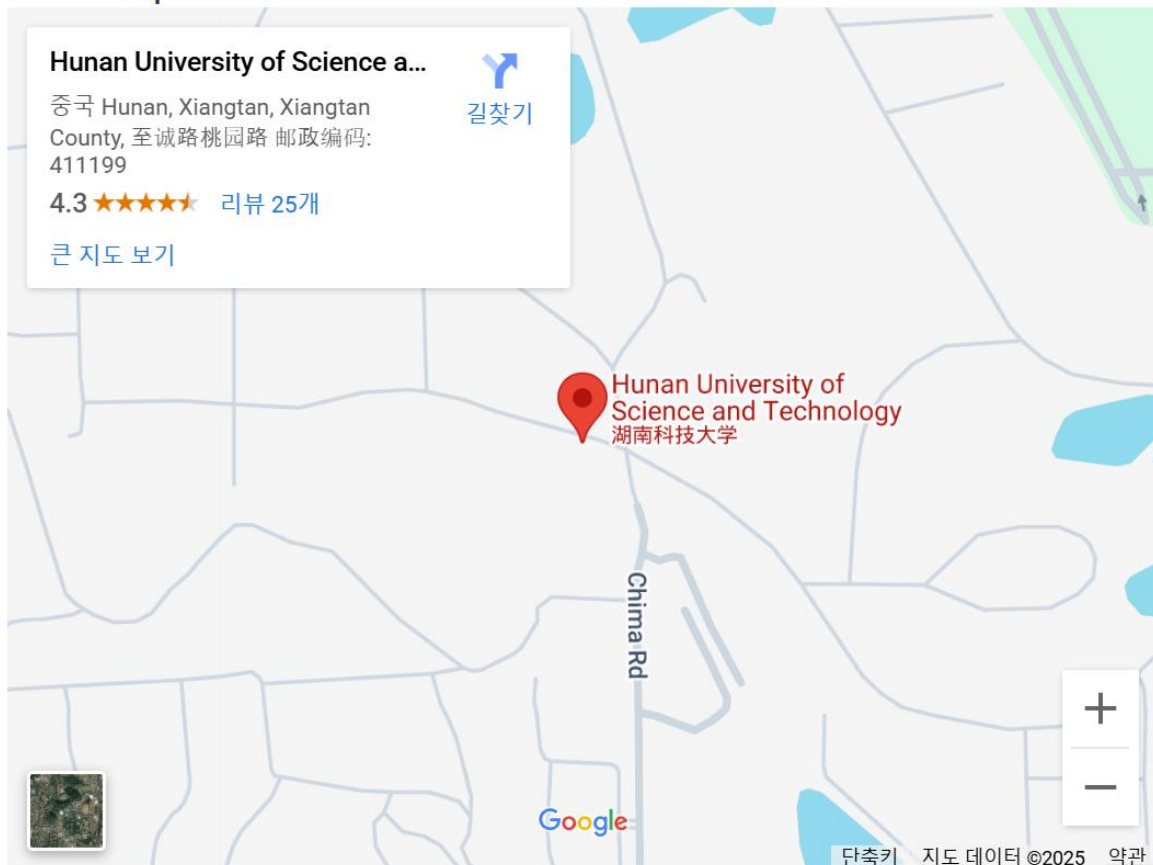 Hunan University of Science a...
길찾기
중국 Hunan, Xiangtan, Xiangtan
County, 至诚路桃园路 邮政编码:
411199
4.3 리뷰 25개
큰 지도 보기
Hunan University of
Science and Technology
湖南科技大学
Chima Rd
Google
단축키 지도 데이터 ©2025 약관